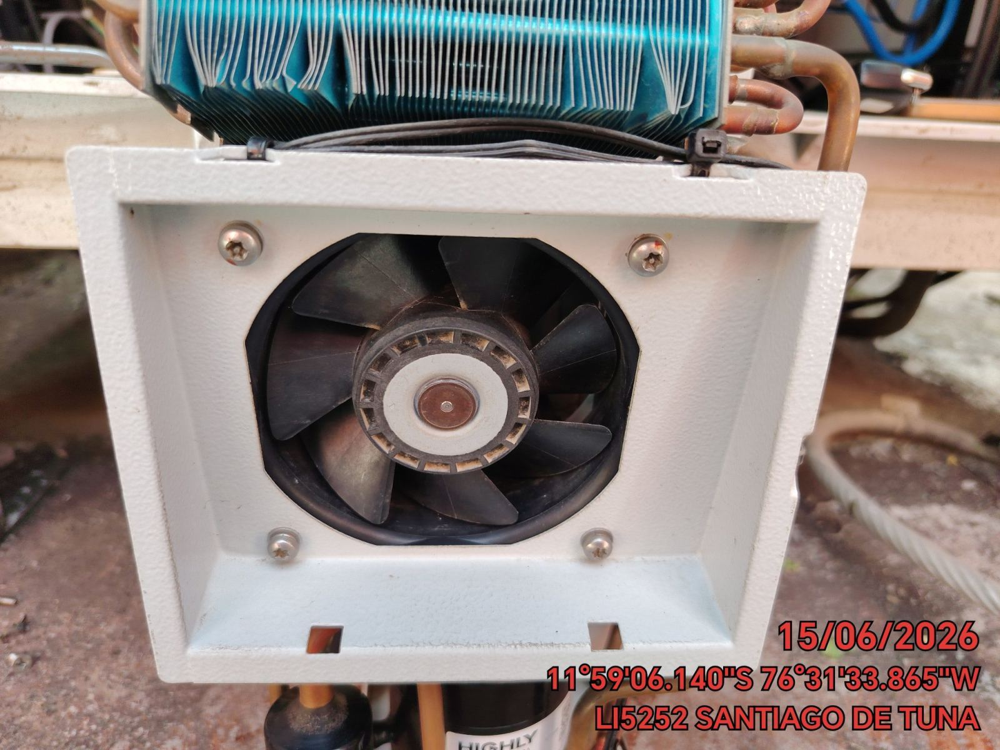 15/06/2026
11°59'06.140"S 76°31'33.865"W
LI5252 SANTIAGO DE TUNA
HIGHLY